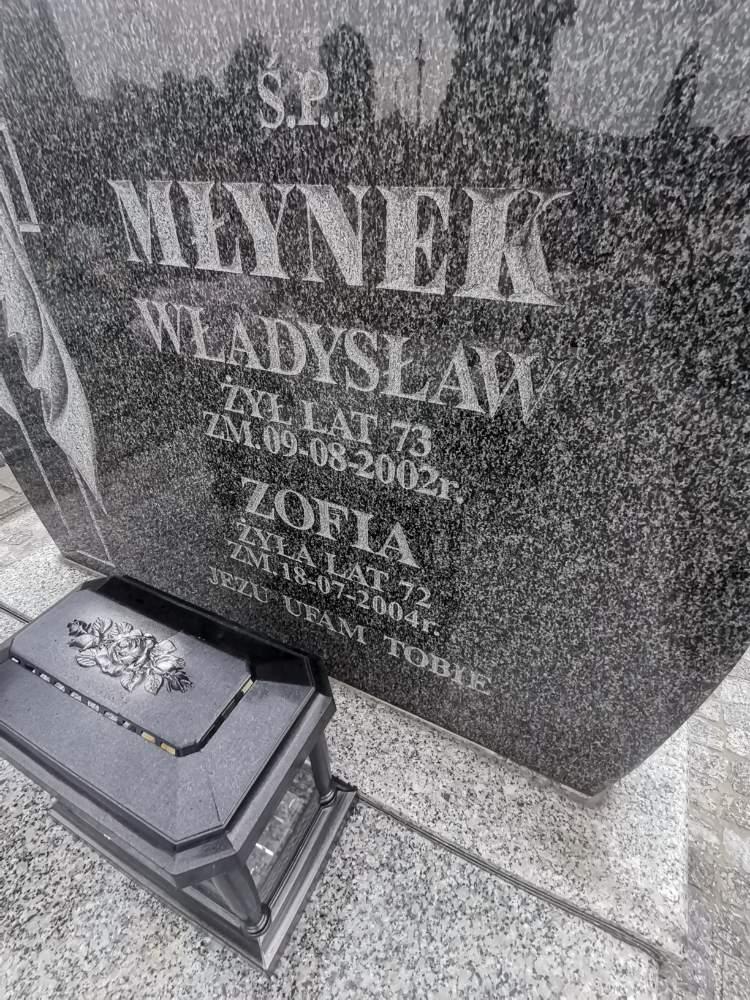 Ś.P.
MŁYNEK
WŁADYSŁAW
ŻYŁ LAT 73
ZM. 09-08-2002r.
ZOFIA
ŻYŁA LAT 72
ZM. 18-07-2004r.
JEZU UFAM TOBIE